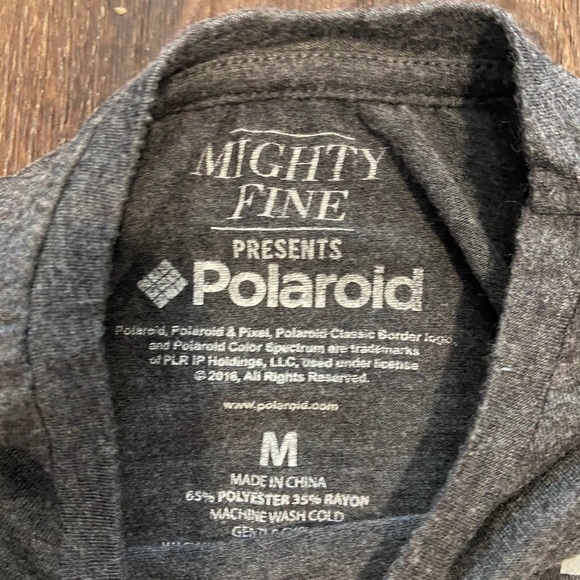 MIGHTY
FINE
PRESENTS
Polaroid
Polaroid, Polaroid & Pixel, Polaroid Classic Border logo,
and Polaroid Color Spectrum are trademarks
of PLR IP Holdings, LLC, used under license
© 2016, All Rights Reserved.
www.polaroid.com
M
MADE IN CHINA
65% POLYESTER 35% RAYON
MACHINE WASH COLD